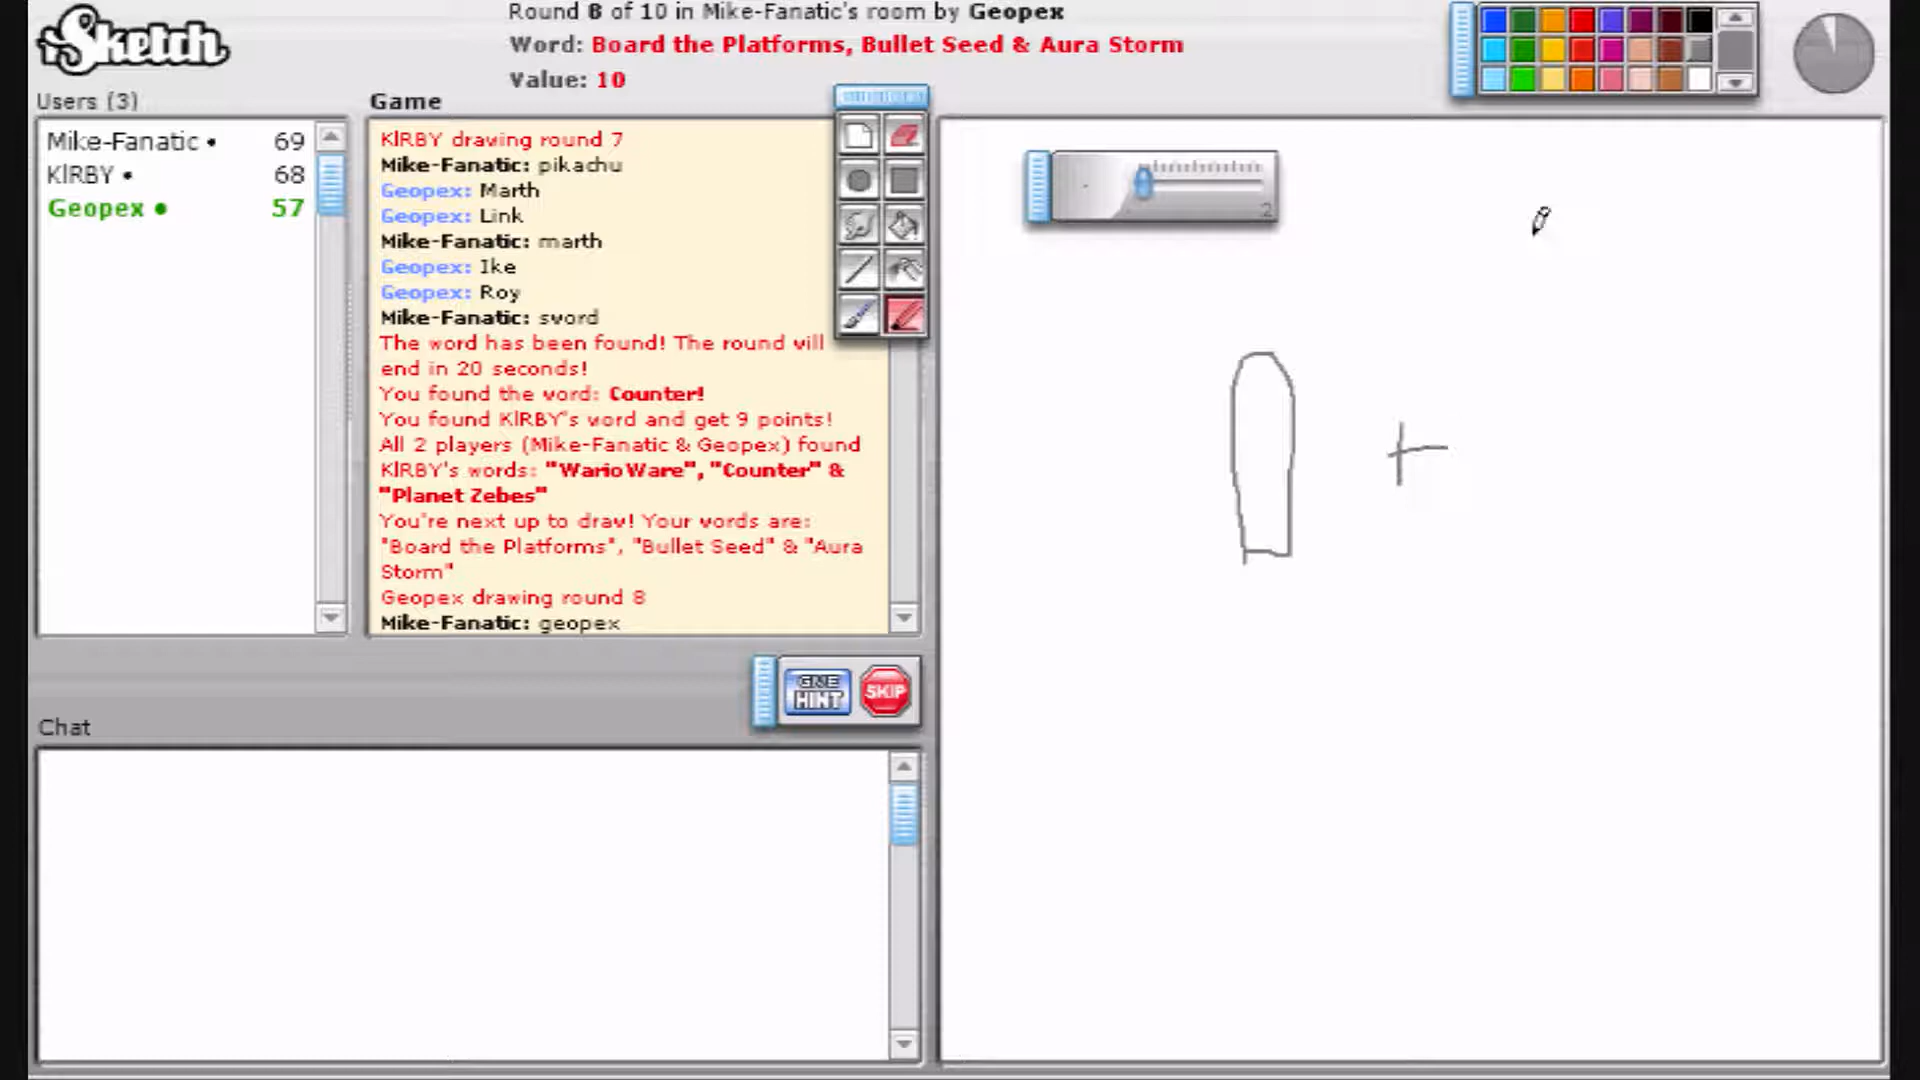 iSketch
Round 8 of 10 in Mike-Fanatic's room by Geopex
Word: Board the Platforms, Bullet Seed & Aura Storm
Value: 10
Users (3)
Mike-Fanatic • 69
KlRBY • 68
Geopex • 57
Game
KlRBY drawing round 7
Mike-Fanatic: pikachu
Geopex: Marth
Geopex: Link
Mike-Fanatic: marth
Geopex: Ike
Geopex: Roy
Mike-Fanatic: sword
The word has been found! The round will
end in 20 seconds!
You found the word: Counter!
You found KlRBY's word and get 9 points!
All 2 players (Mike-Fanatic & Geopex) found
KlRBY's words: "WarioWare", "Counter" &
"Planet Zebes"
You're next up to draw! Your words are:
"Board the Platforms", "Bullet Seed" & "Aura
Storm"
Geopex drawing round 8
Mike-Fanatic: geopex
2
GIVE
HINT
SKIP
Chat